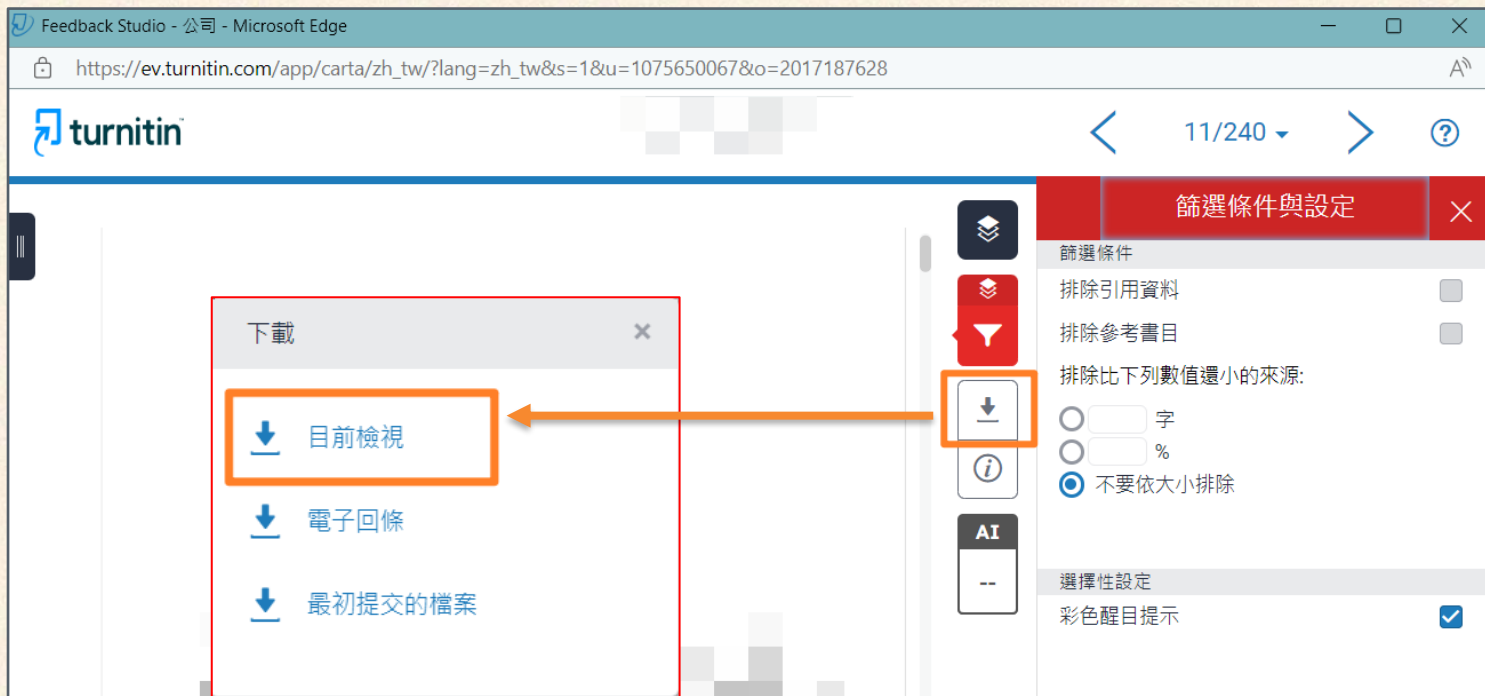 Feedback Studio - 公司 - Microsoft Edge
https://ev.turnitin.com/app/carta/zh_tw/?lang=zh_tw&s=1&u=1075650067&o=2017187628
turnitin
11/240
篩選條件與設定
篩選條件
排除引用資料
排除參考書目
排除比下列數值還小的來源:
字
%
不要依大小排除
選擇性設定
彩色醒目提示
AI
--
下載
目前檢視
電子回條
最初提交的檔案